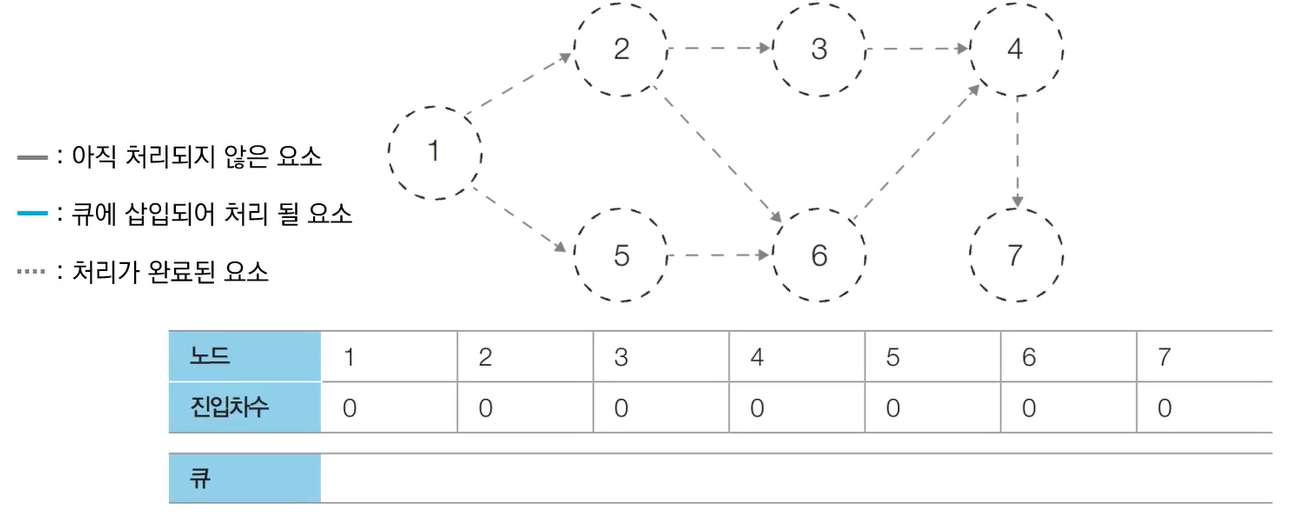 2 3 4
1
: 아직 처리되지 않은 요소
: 큐에 삽입되어 처리 될 요소
5 6 7
: 처리가 완료된 요소
노드 1 2 3 4 5 6 7
진입차수 0 0 0 0 0 0 0
큐